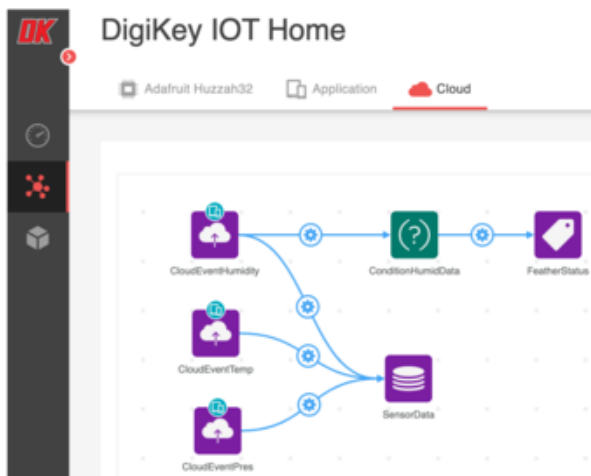 DK
DigiKey IOT Home
Adafruit Huzzah32
Application
Cloud
(?)
CloudEventHumidity
ConditionHumidData
FeatherStatus
CloudEventTemp
SensorData
CloudEventPres